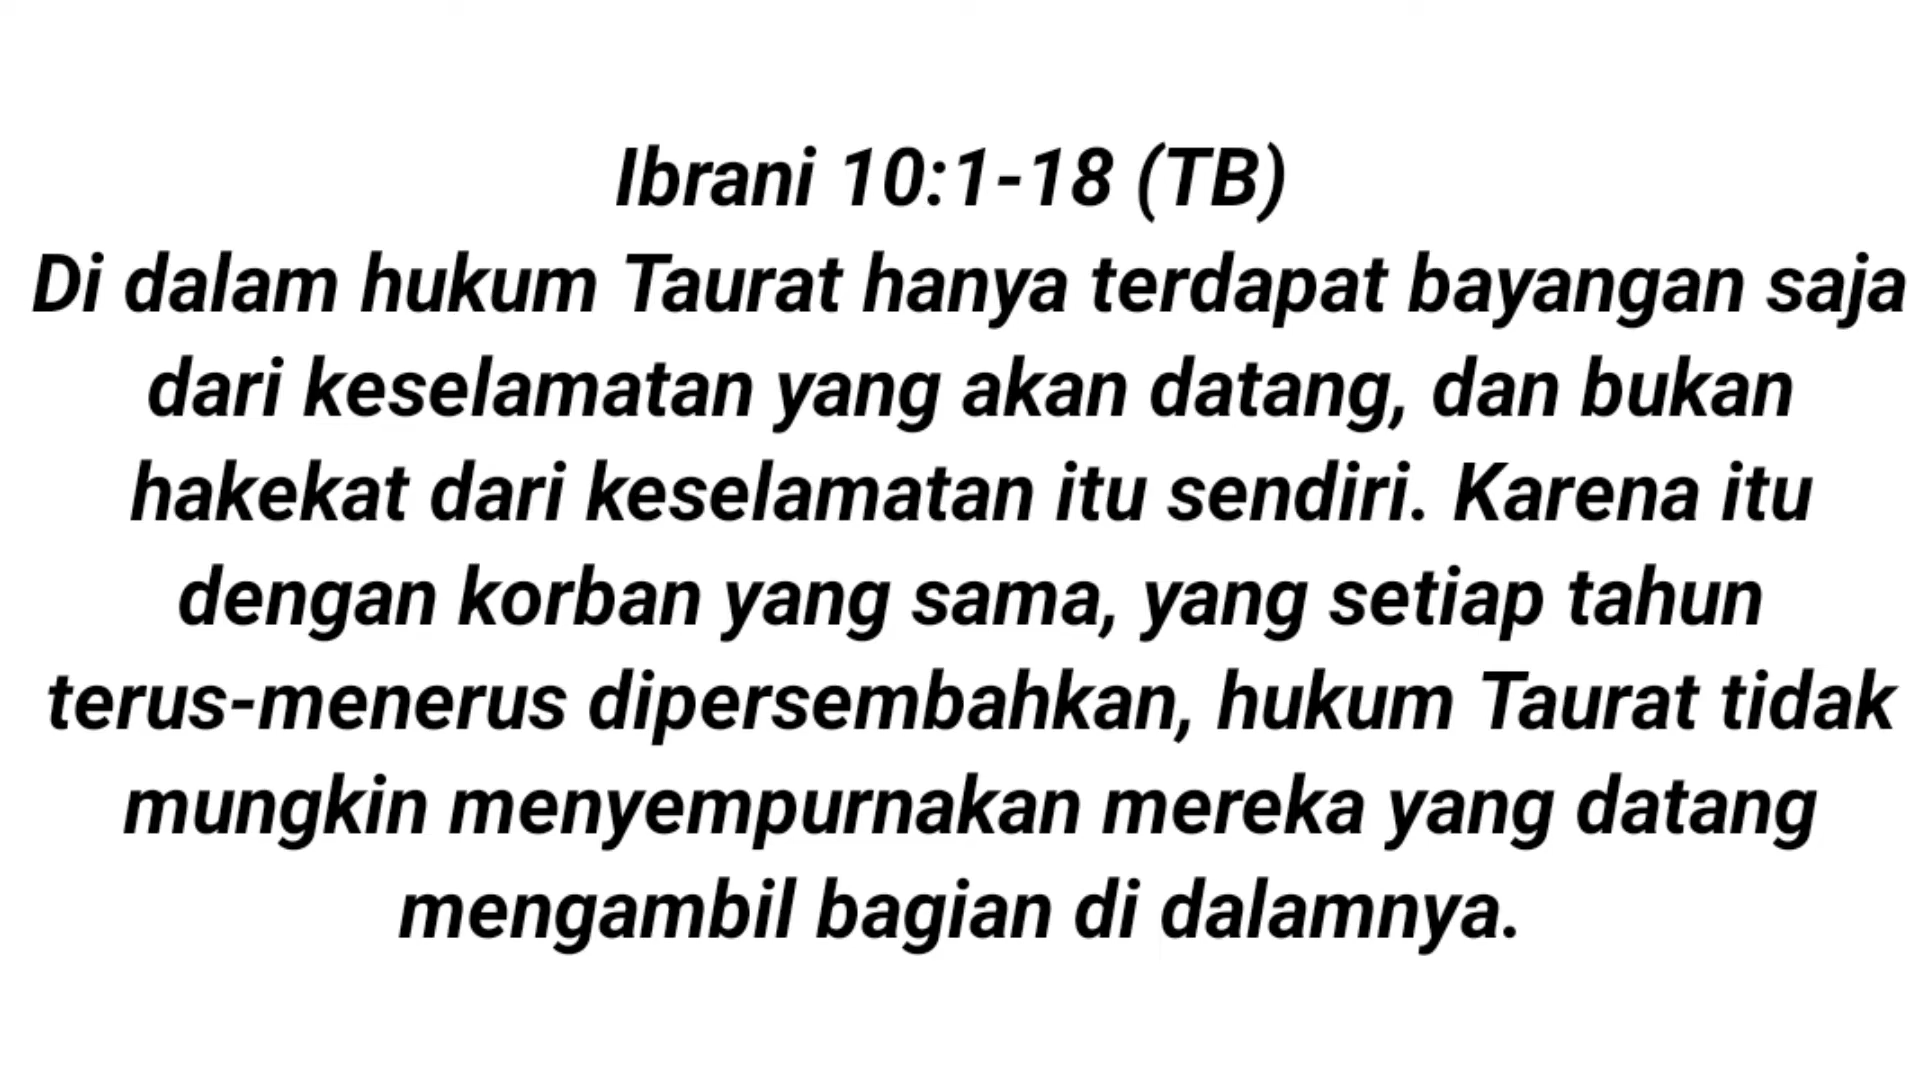 Ibrani 10:1-18 (TB)
Di dalam hukum Taurat hanya terdapat bayangan saja
dari keselamatan yang akan datang, dan bukan
hakekat dari keselamatan itu sendiri. Karena itu
dengan korban yang sama, yang setiap tahun
terus-menerus dipersembahkan, hukum Taurat tidak
mungkin menyempurnakan mereka yang datang
mengambil bagian di dalamnya.